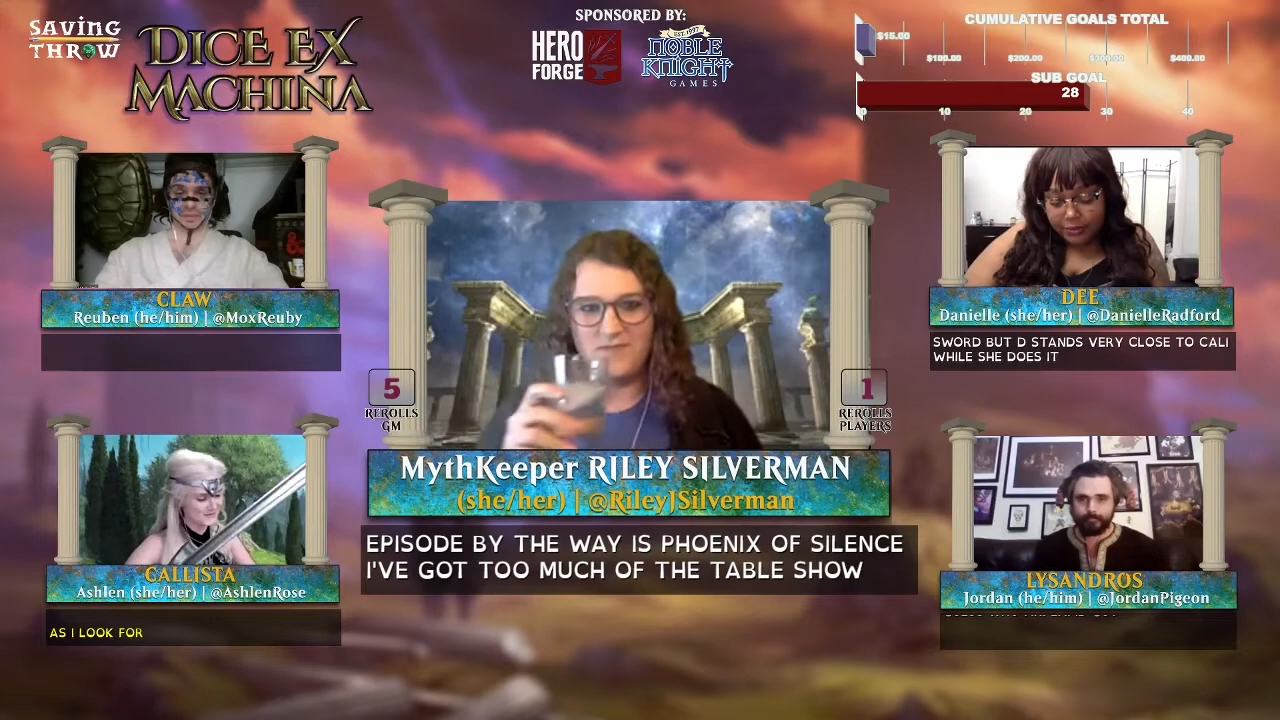 SAVING
THROW
DICE EX
MACHINA
SPONSORED BY:
HERO
FORGE
EST. 1997
NOBLE
KNIGHT
GAMES
CUMULATIVE GOALS TOTAL
$15.00
$100.00 $200.00 $300.00 $400.00
SUB GOAL
28
0 10 20 30 40
CLAW
Reuben (he/him) | @MoxReuby
DEE
Danielle (she/her) | @DanielleRadford
SWORD BUT D STANDS VERY CLOSE TO CALI
WHILE SHE DOES IT
5
REROLLS
GM
1
REROLLS
PLAYERS
MythKeeper RILEY SILVERMAN
(she/her) | @RileyJSilverman
EPISODE BY THE WAY IS PHOENIX OF SILENCE
I'VE GOT TOO MUCH OF THE TABLE SHOW
CALLISTA
Ashlen (she/her) | @AshlenRose
AS I LOOK FOR
LYSANDROS
Jordan (he/him) | @JordanPigeon